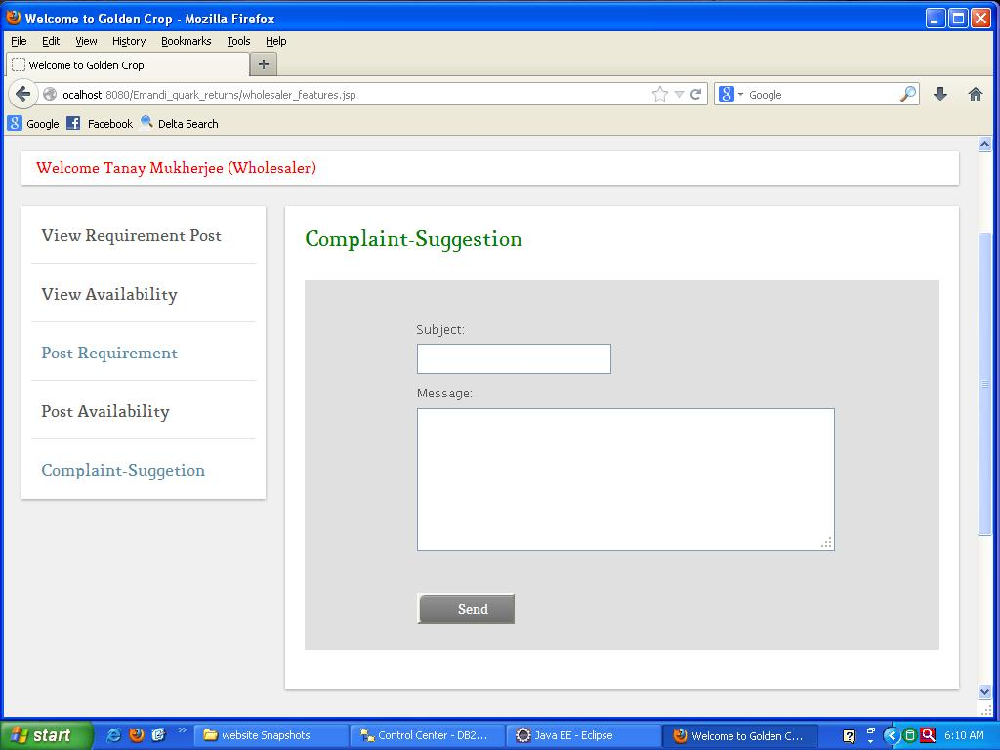 Welcome to Golden Crop - Mozilla Firefox
File Edit View History Bookmarks Tools Help
Welcome to Golden Crop
localhost:8080/Emandi_quark_returns/wholesaler_features.jsp
Google
Google Facebook Delta Search
Welcome Tanay Mukherjee (Wholesaler)
View Requirement Post
View Availability
Post Requirement
Post Availability
Complaint-Suggetion
Complaint-Suggestion
Subject:
Message:
Send
start
website Snapshots
Control Center - DB2...
Java EE - Eclipse
Welcome to Golden C...
6:10 AM